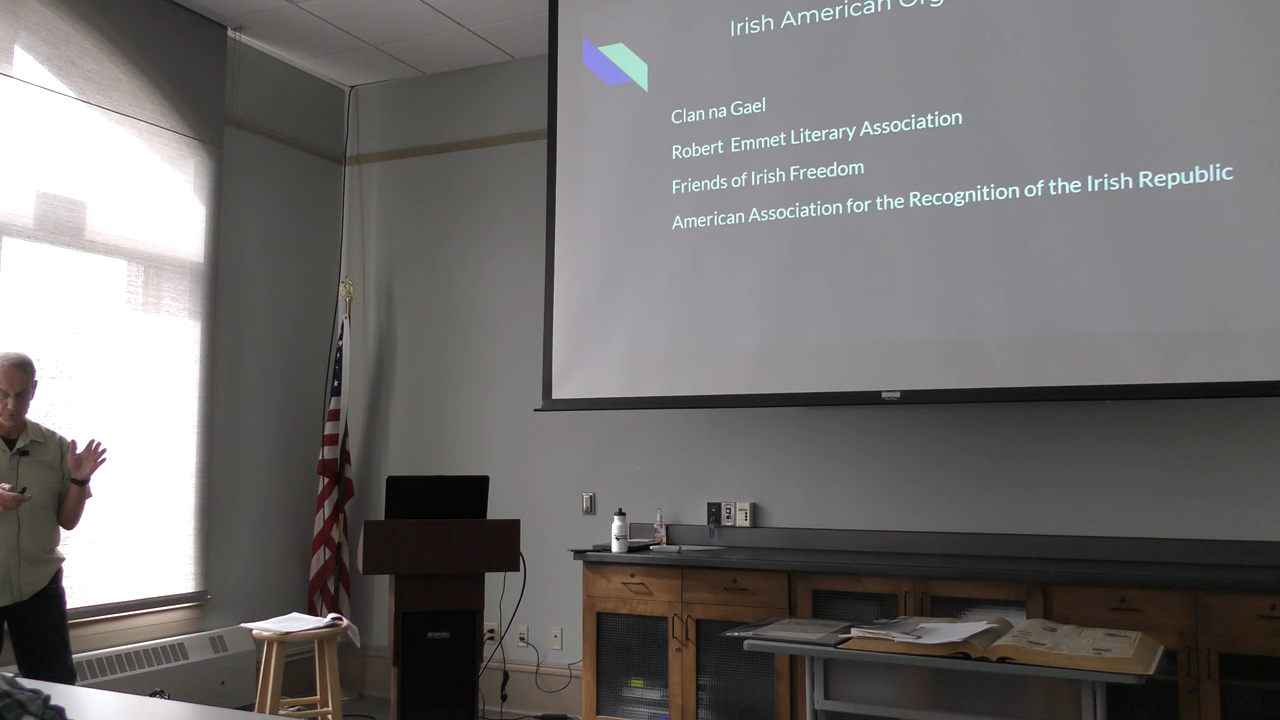 Irish American Org
Clan na Gael
Robert Emmet Literary Association
Friends of Irish Freedom
American Association for the Recognition of the Irish Republic